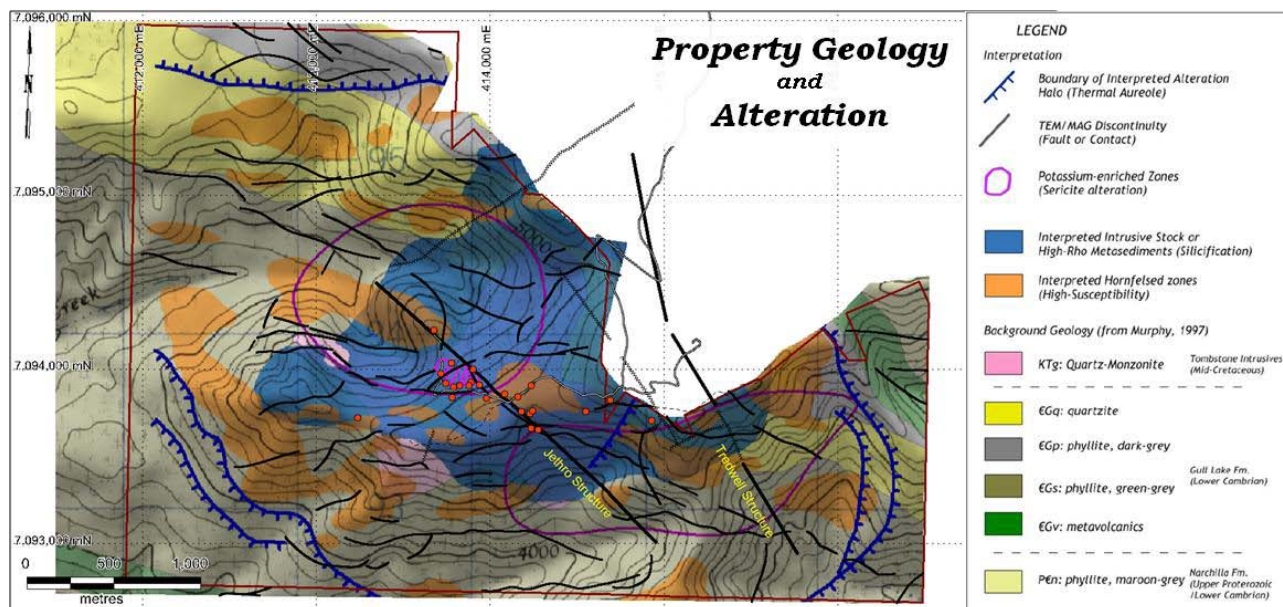 7,096,000 mN
412,000 mE
414,000 mE
Property Geology
and
Alteration
N
7,095,000 mN
5000
Creek
7,094,000 mN
Jethro Structure
Tredwell Structure
7,093,000 mN
4000
0 500 1,000
metres
LEGEND
Interpretation
Boundary of Interpreted Alteration
Halo (Thermal Aureole)
TEM/MAG Discontinuity
(Fault or Contact)
Potassium-enriched Zones
(Sericite alteration)
Interpreted Intrusive Stock or
High-Rho Metasediments (Silicification)
Interpreted Hornfelsed zones
(High-Susceptibility)
Background Geology (from Murphy, 1997)
KTg: Quartz-Monzonite
Tombstone Intrusives
(Mid-Cretaceous)
€Gq: quartzite
€Gp: phyllite, dark-grey
€Gs: phyllite, green-grey
Gull Lake Fm.
(Lower Cambrian)
€Gv: metavolcanics
P€n: phyllite, maroon-grey
Narchilla Fm.
(Upper Proterozoic
/Lower Cambrian)